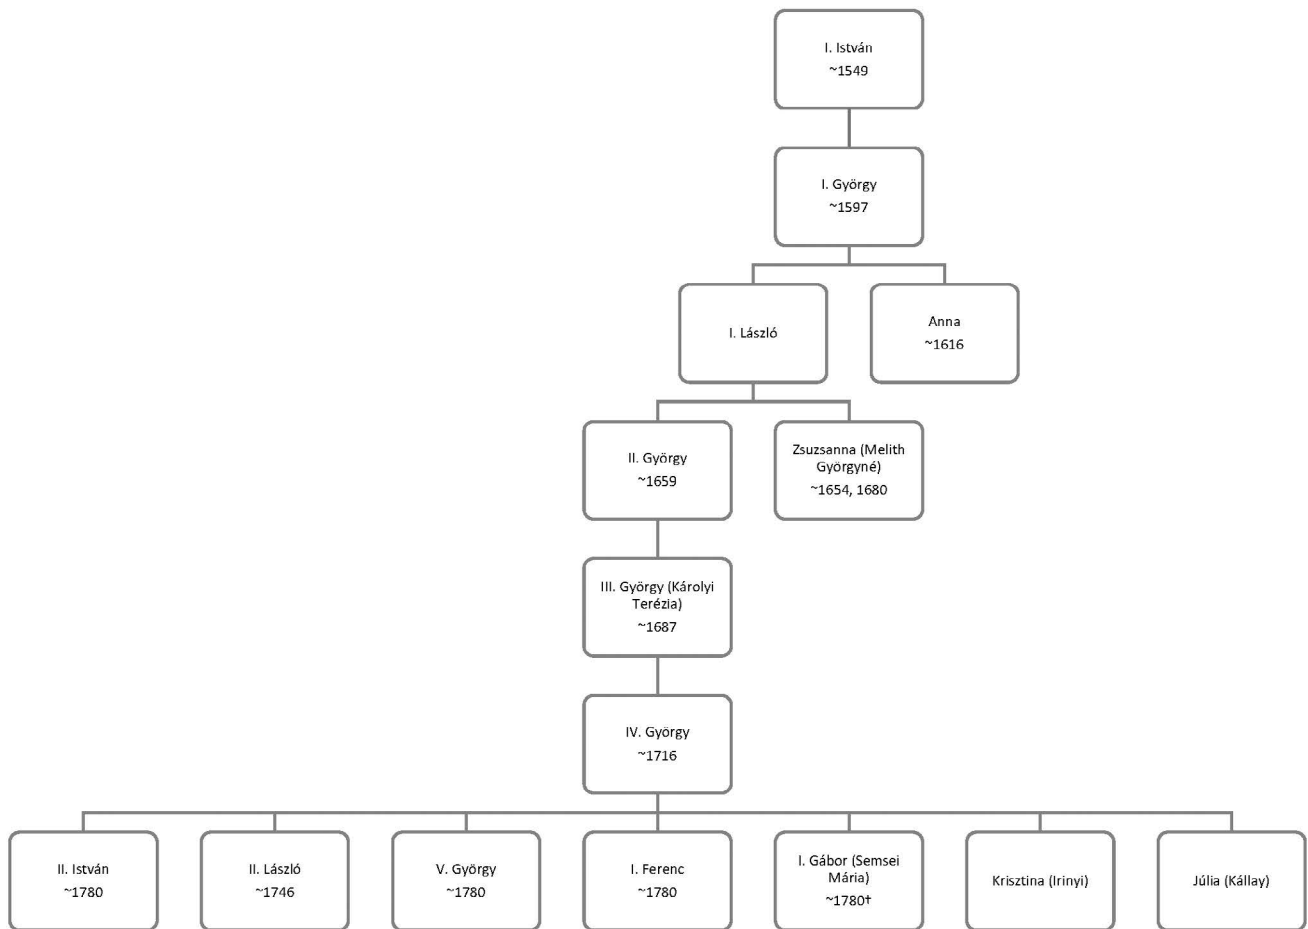 I. István
~1549
I. György
~1597
I. László
Anna
~1616
II. György
~1659
Zsuzsanna (Melith
Györgyné)
~1654, 1680
III. György (Károlyi
Terézia)
~1687
IV. György
~1716
II. István
~1780
II. László
~1746
V. György
~1780
I. Ferenc
~1780
I. Gábor (Semsei
Mária)
~1780†
Krisztina (Irinyi)
Júlia (Kállay)